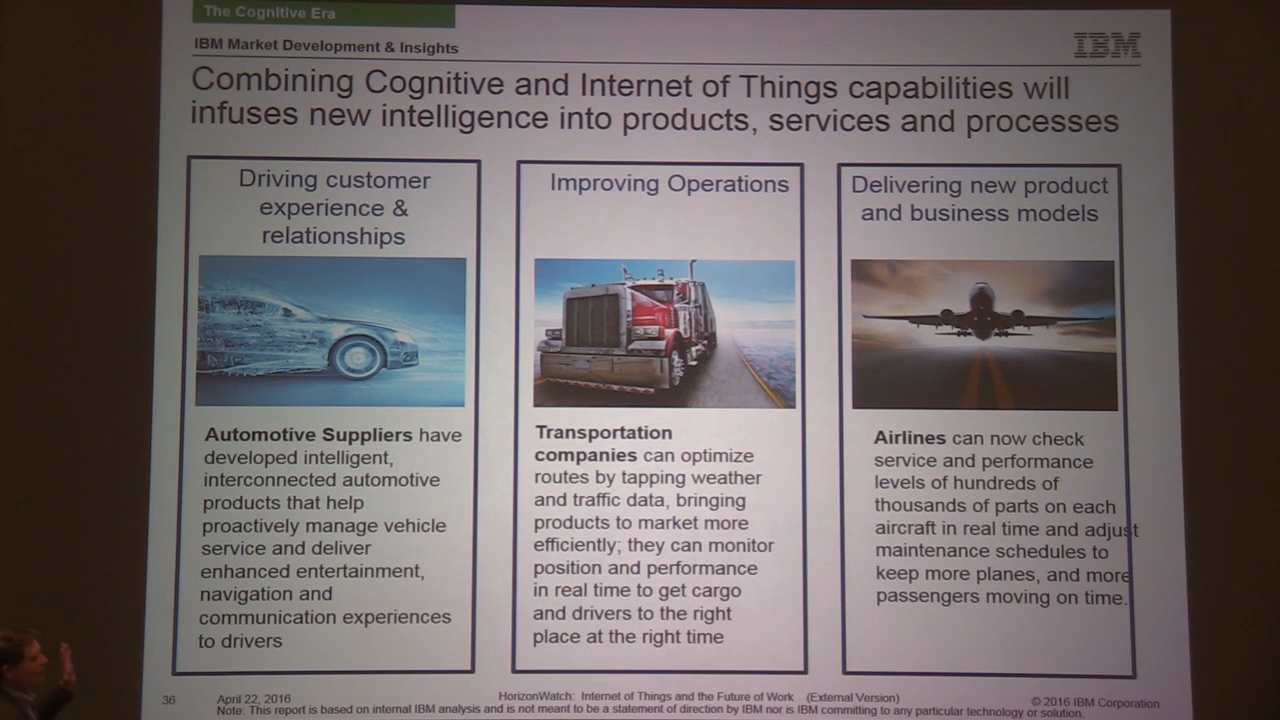 The Cognitive Era
IBM Market Development & Insights
IBM
Combining Cognitive and Internet of Things capabilities will
infuses new intelligence into products, services and processes
Driving customer
experience &
relationships
Automotive Suppliers have
developed intelligent,
interconnected automotive
products that help
proactively manage vehicle
service and deliver
enhanced entertainment,
navigation and
communication experiences
to drivers
Improving Operations
Transportation
companies can optimize
routes by tapping weather
and traffic data, bringing
products to market more
efficiently; they can monitor
position and performance
in real time to get cargo
and drivers to the right
place at the right time
Delivering new product
and business models
Airlines can now check
service and performance
levels of hundreds of
thousands of parts on each
aircraft in real time and adjust
maintenance schedules to
keep more planes, and more
passengers moving on time.
36
April 22, 2016
HorizonWatch: Internet of Things and the Future of Work (External Version)
© 2016 IBM Corporation
Note: This report is based on internal IBM analysis and is not meant to be a statement of direction by IBM nor is IBM committing to any particular technology or solution.